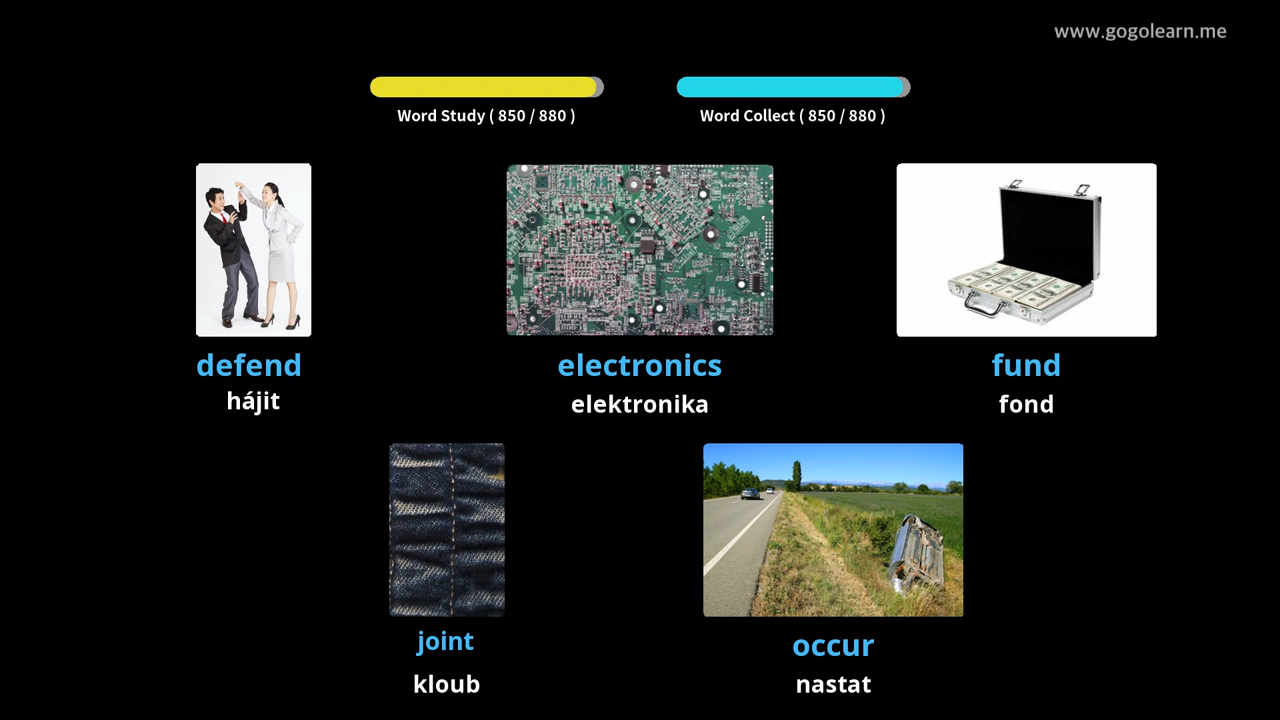 www.gogolearn.me
Word Study ( 850 / 880 )
Word Collect ( 850 / 880 )
defend
hájit
electronics
elektronika
fund
fond
joint
kloub
occur
nastat